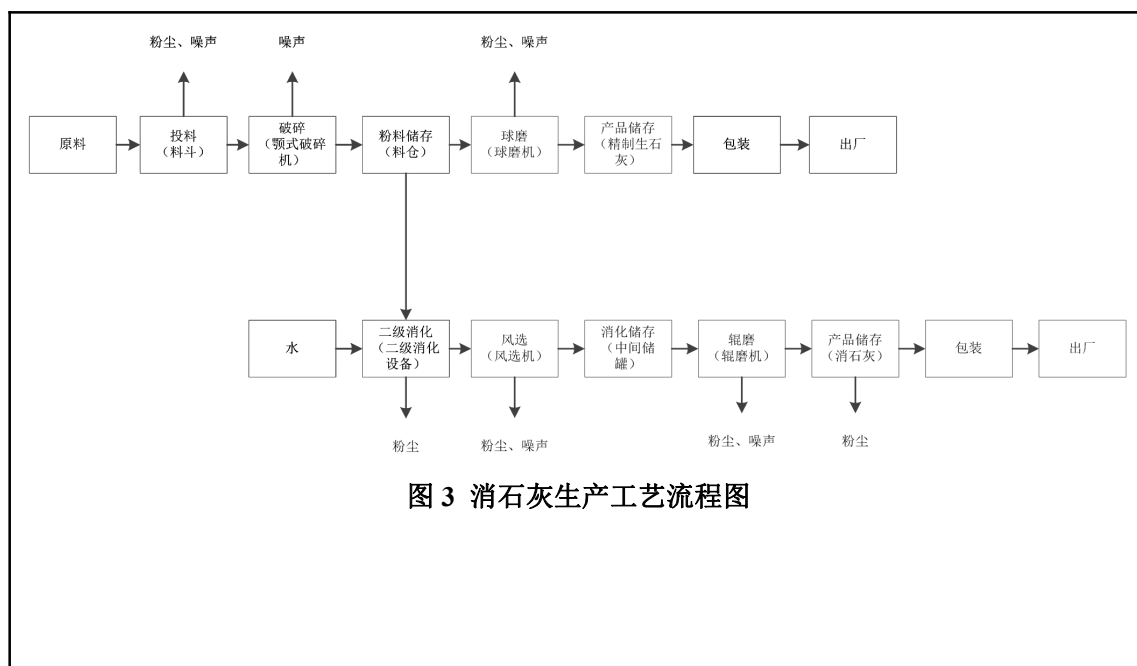 粉尘、噪声
噪声
粉尘、噪声
原料
投料
（料斗）
破碎
（颚式破碎
机）
粉料储存
（料仓）
球磨
（球磨机）
产品储存
（精制生石
灰）
包装
出厂
水
二级消化
（二级消化
设备）
风选
（风选机）
消化储存
（中间储
罐）
辊磨
（辊磨机）
产品储存
（消石灰）
包装
出厂
粉尘
粉尘、噪声
粉尘、噪声
粉尘
图 3 消石灰生产工艺流程图